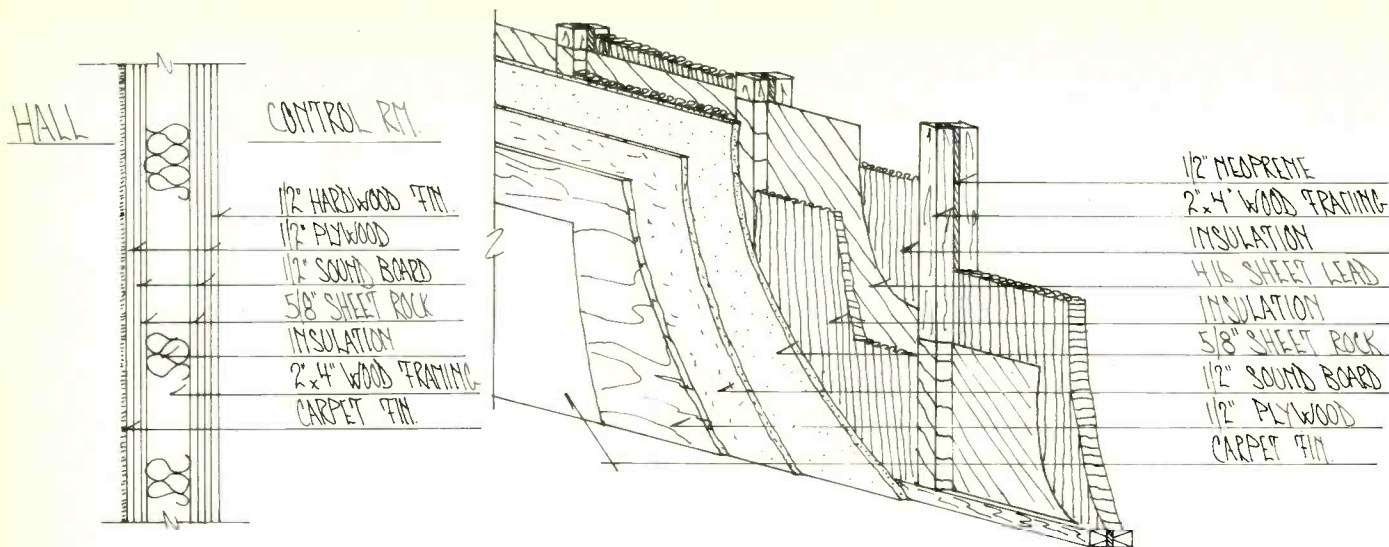 HALL
CONTROL RM.
1/2" HARDWOOD FIN.
1/2" PLYWOOD
1/2" SOUND BOARD
5/8" SHEET ROCK
INSULATION
2"x4" WOOD FRAMING
CARPET FIN.
1/2" NEOPRENE
2"x4" WOOD FRAMING
INSULATION
4 lb SHEET LEAD
INSULATION
5/8" SHEET ROCK
1/2" SOUND BOARD
1/2" PLYWOOD
CARPET FIN.